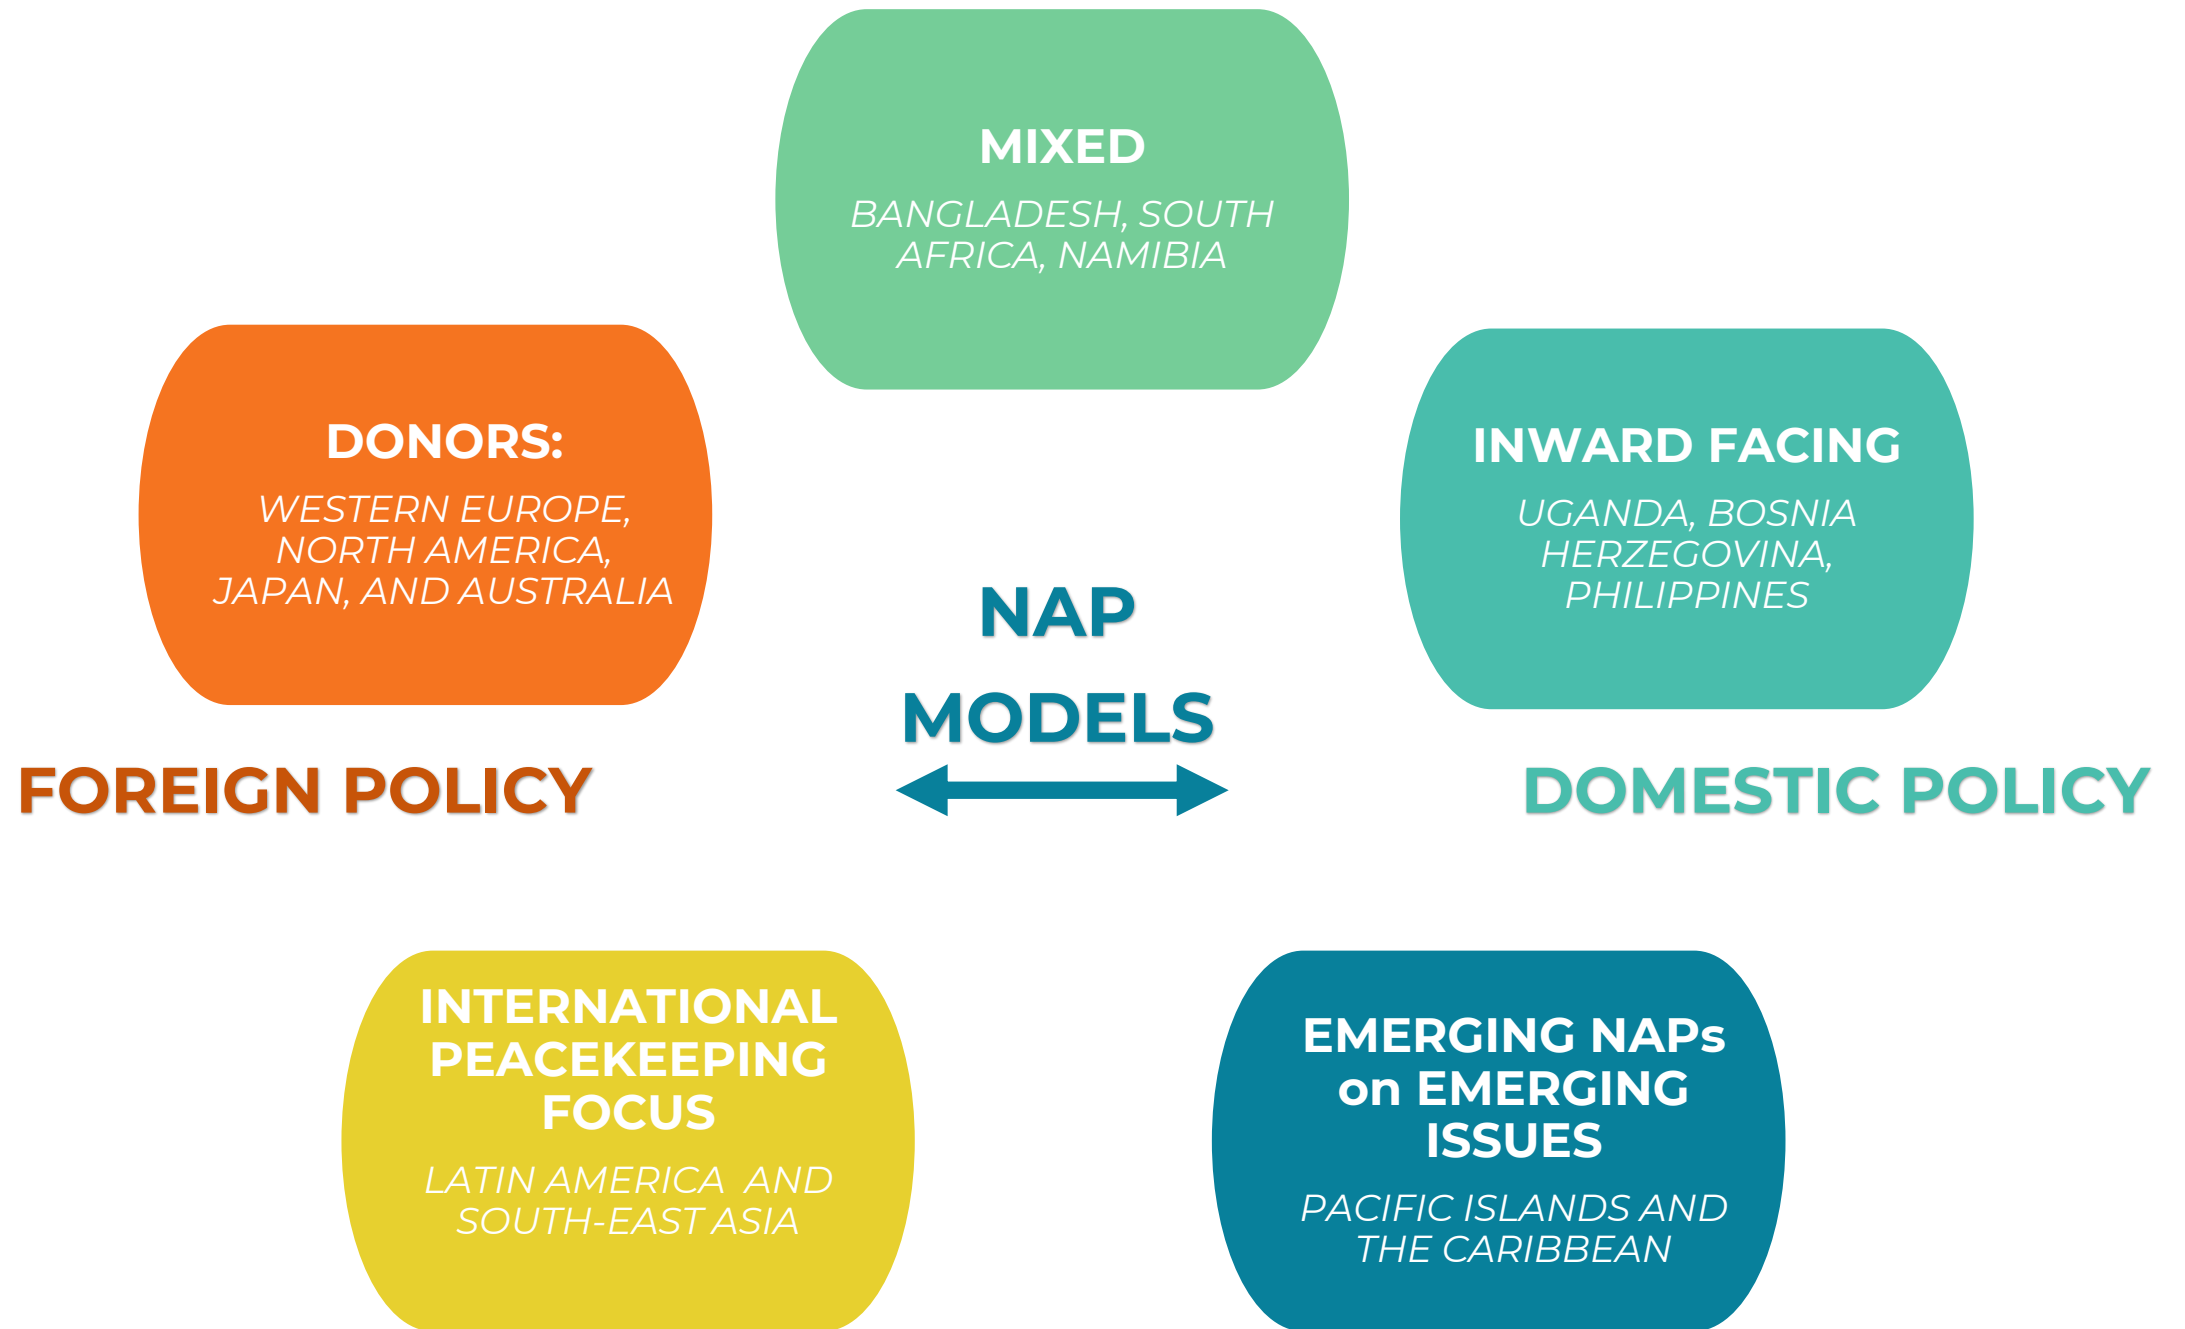 MIXED
BANGLADESH, SOUTH
AFRICA, NAMIBIA
DONORS:
WESTERN EUROPE,
NORTH AMERICA,
JAPAN, AND AUSTRALIA
INWARD FACING
UGANDA, BOSNIA
HERZEGOVINA,
PHILIPPINES
NAP
MODELS
FOREIGN POLICY
DOMESTIC POLICY
INTERNATIONAL
PEACEKEEPING
FOCUS
LATIN AMERICA AND
SOUTH-EAST ASIA
EMERGING NAPs
on EMERGING
ISSUES
PACIFIC ISLANDS AND
THE CARIBBEAN